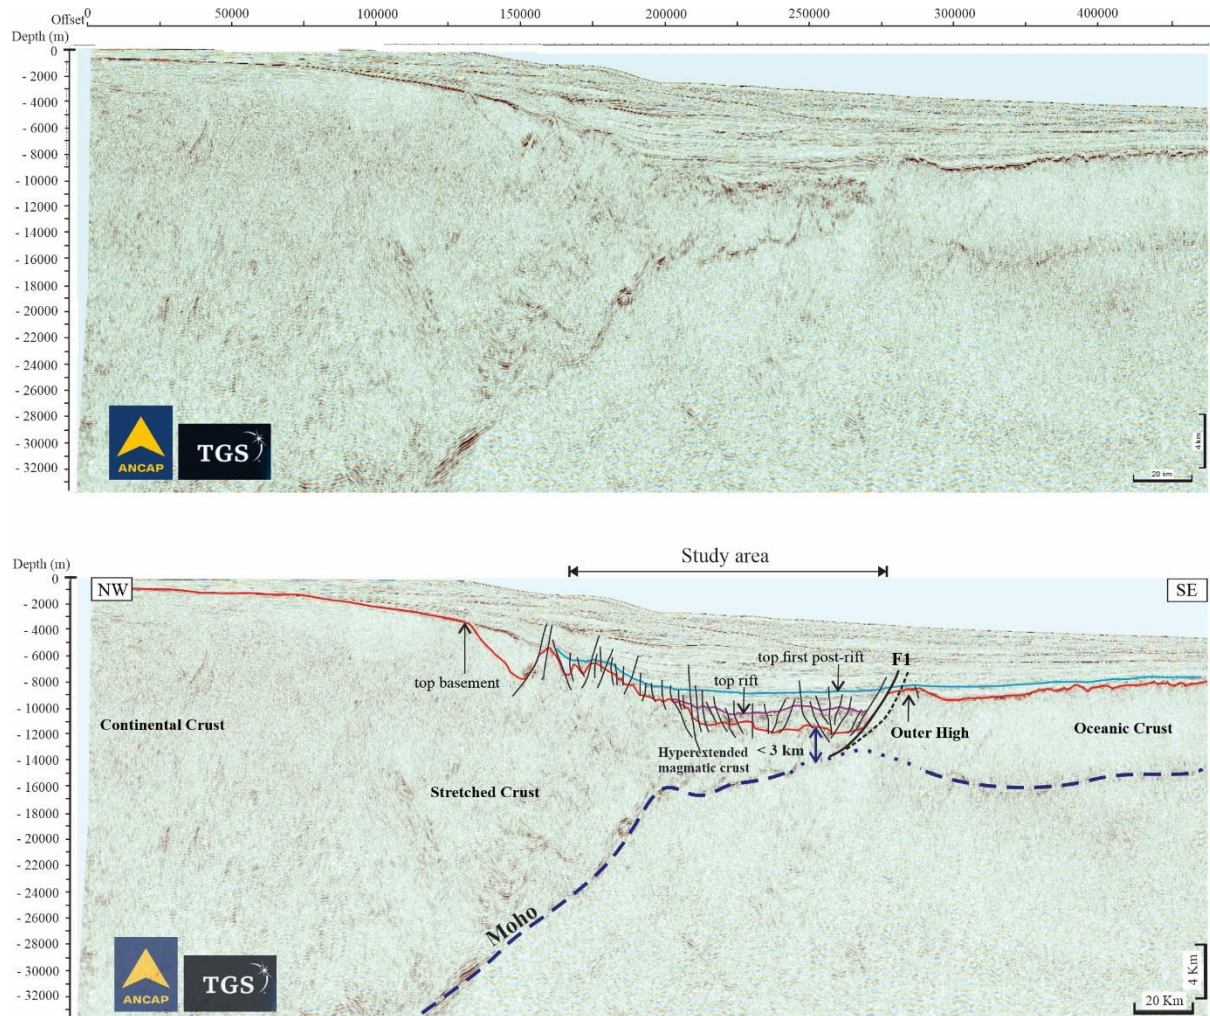 Offset 0 50000 100000 150000 200000 250000 300000 350000 400000
Depth (m)
0
- 2000
- 4000
- 6000
- 8000
- 10000
- 12000
- 14000
- 16000
- 18000
- 20000
- 22000
- 24000
- 26000
- 28000
- 30000
- 32000
ANCAP
TGS
4 km
20 km
Depth (m)
Study area
0
- 2000
- 4000
- 6000
- 8000
- 10000
- 12000
- 14000
- 16000
- 18000
- 20000
- 22000
- 24000
- 26000
- 28000
- 30000
- 32000
NW
SE
top basement
top rift
top first post-rift
F1
Continental Crust
Stretched Crust
Hyperextended
magmatic crust
< 3 km
Outer High
Oceanic Crust
Moho
ANCAP
TGS
4 Km
20 Km